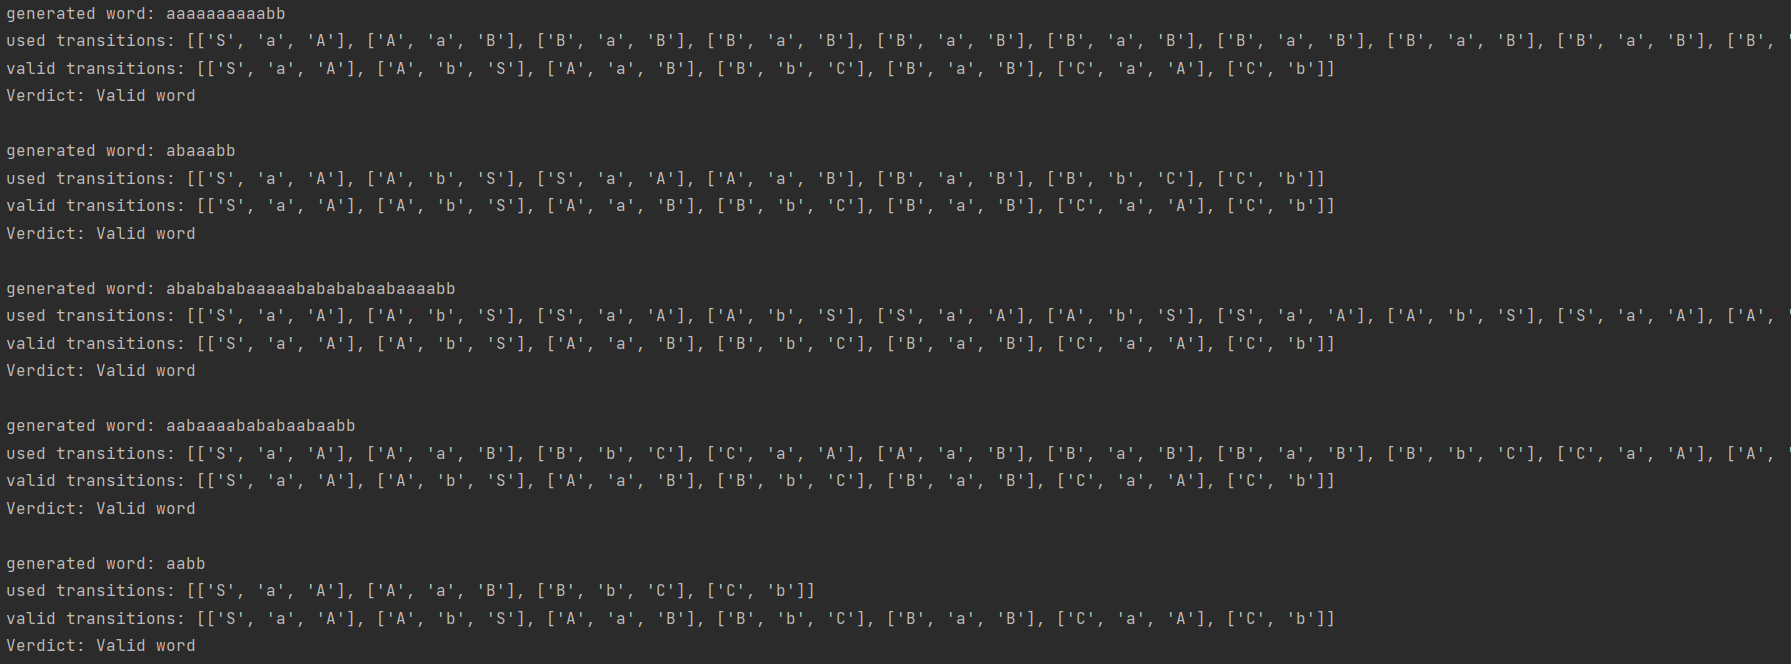 generated word: aaaaaaaaaabb
used transitions: [['S', 'a', 'A'], ['A', 'a', 'B'], ['B', 'a', 'B'], ['B', 'a', 'B'], ['B', 'a', 'B'], ['B', 'a', 'B'], ['B', 'a', 'B'], ['B', 'a', 'B'], ['B', 'a', 'B'], ['B', '
valid transitions: [['S', 'a', 'A'], ['A', 'b', 'S'], ['A', 'a', 'B'], ['B', 'b', 'C'], ['B', 'a', 'B'], ['C', 'a', 'A'], ['C', 'b']]
Verdict: Valid word
generated word: abaaabb
used transitions: [['S', 'a', 'A'], ['A', 'b', 'S'], ['S', 'a', 'A'], ['A', 'a', 'B'], ['B', 'a', 'B'], ['B', 'b', 'C'], ['C', 'b']]
valid transitions: [['S', 'a', 'A'], ['A', 'b', 'S'], ['A', 'a', 'B'], ['B', 'b', 'C'], ['B', 'a', 'B'], ['C', 'a', 'A'], ['C', 'b']]
Verdict: Valid word
generated word: ababababaaaaababababaabaaaabb
used transitions: [['S', 'a', 'A'], ['A', 'b', 'S'], ['S', 'a', 'A'], ['A', 'b', 'S'], ['S', 'a', 'A'], ['A', 'b', 'S'], ['S', 'a', 'A'], ['A', 'b', 'S'], ['S', 'a', 'A'], ['A', '
valid transitions: [['S', 'a', 'A'], ['A', 'b', 'S'], ['A', 'a', 'B'], ['B', 'b', 'C'], ['B', 'a', 'B'], ['C', 'a', 'A'], ['C', 'b']]
Verdict: Valid word
generated word: aabaaaabababaabaabb
used transitions: [['S', 'a', 'A'], ['A', 'a', 'B'], ['B', 'b', 'C'], ['C', 'a', 'A'], ['A', 'a', 'B'], ['B', 'a', 'B'], ['B', 'a', 'B'], ['B', 'b', 'C'], ['C', 'a', 'A'], ['A', '
valid transitions: [['S', 'a', 'A'], ['A', 'b', 'S'], ['A', 'a', 'B'], ['B', 'b', 'C'], ['B', 'a', 'B'], ['C', 'a', 'A'], ['C', 'b']]
Verdict: Valid word
generated word: aabb
used transitions: [['S', 'a', 'A'], ['A', 'a', 'B'], ['B', 'b', 'C'], ['C', 'b']]
valid transitions: [['S', 'a', 'A'], ['A', 'b', 'S'], ['A', 'a', 'B'], ['B', 'b', 'C'], ['B', 'a', 'B'], ['C', 'a', 'A'], ['C', 'b']]
Verdict: Valid word